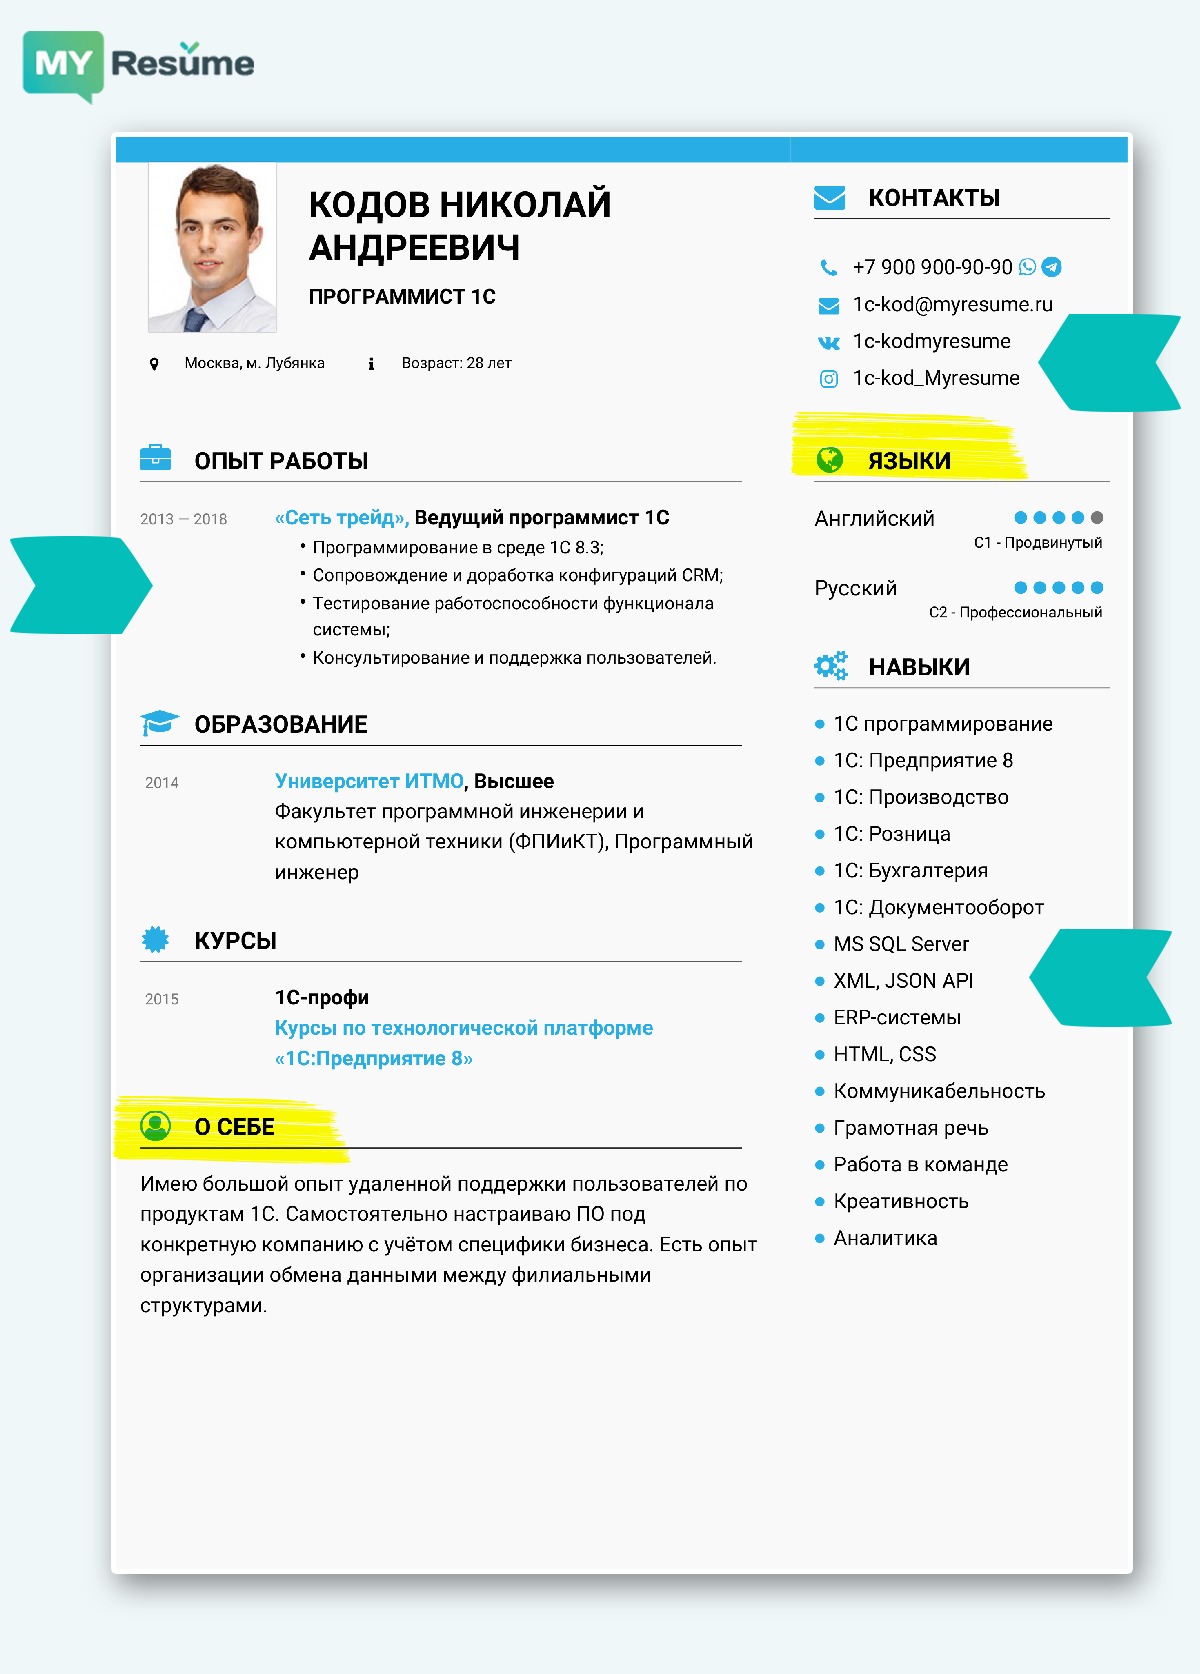 MY Resume
КОДОВ НИКОЛАЙ
АНДРЕЕВИЧ
ПРОГРАММИСТ 1С
Москва, м. Лубянка
Возраст: 28 лет
ОПЫТ РАБОТЫ
2013 — 2018
«Сеть трейд», Ведущий программист 1С
• Программирование в среде 1С 8.3;
• Сопровождение и доработка конфигураций CRM;
• Тестирование работоспособности функционала
системы;
• Консультирование и поддержка пользователей.
ОБРАЗОВАНИЕ
2014
Университет ИТМО, Высшее
Факультет программной инженерии и
компьютерной техники (ФПИиКТ), Программный
инженер
КУРСЫ
2015
1С-профи
Курсы по технологической платформе
«1С:Предприятие 8»
О СЕБЕ
Имею большой опыт удаленной поддержки пользователей по
продуктам 1С. Самостоятельно настраиваю ПО под
конкретную компанию с учётом специфики бизнеса. Есть опыт
организации обмена данными между филиальными
структурами.
КОНТАКТЫ
+7 900 900-90-90
1c-kod@myresume.ru
1c-kodmyresume
1c-kod_Myresume
ЯЗЫКИ
Английский
C1 - Продвинутый
Русский
C2 - Профессиональный
НАВЫКИ
1С программирование
1С: Предприятие 8
1С: Производство
1С: Розница
1С: Бухгалтерия
1С: Документооборот
MS SQL Server
XML, JSON API
ERP-системы
HTML, CSS
Коммуникабельность
Грамотная речь
Работа в команде
Креативность
Аналитика